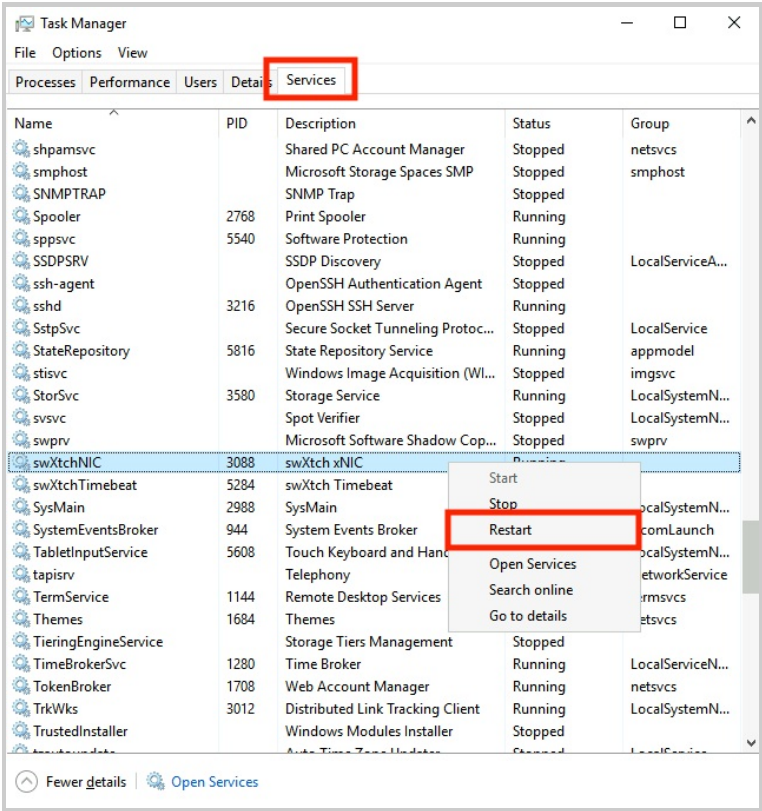 Task Manager
File Options View
Processes Performance Users Details Services
Name PID Description Status Group
shpamsvc Shared PC Account Manager Stopped netsvcs
smphost Microsoft Storage Spaces SMP Stopped smphost
SNMPTRAP SNMP Trap Stopped
Spooler 2768 Print Spooler Running
sppsvc 5540 Software Protection Running
SSDPSRV SSDP Discovery Stopped LocalServiceA...
ssh-agent OpenSSH Authentication Agent Stopped
sshd 3216 OpenSSH SSH Server Running
SstpSvc Secure Socket Tunneling Protoc... Stopped LocalService
StateRepository 5816 State Repository Service Running appmodel
stisvc Windows Image Acquisition (WI... Stopped imgsvc
StorSvc 3580 Storage Service Running LocalSystemN...
svsvc Spot Verifier Stopped LocalSystemN...
swprv Microsoft Software Shadow Cop... Stopped swprv
swXtchNIC 3088 swXtch xNIC Running
Start
swXtchTimebeat 5284 swXtch Timebeat
Stop
SysMain 2988 SysMain ocalSystemN...
Restart
SystemEventsBroker 944 System Events Broker comLaunch
TabletInputService 5608 Touch Keyboard and Hand ocalSystemN...
Open Services
tapisrv Telephony etworkService
Search online
TermService 1144 Remote Desktop Services ermsvcs
Go to details
Themes 1684 Themes etsvcs
TieringEngineService Storage Tiers Management Stopped
TimeBrokerSvc 1280 Time Broker Running LocalServiceN...
TokenBroker 1708 Web Account Manager Running netsvcs
TrkWks 3012 Distributed Link Tracking Client Running LocalSystemN...
TrustedInstaller Windows Modules Installer Stopped
Fewer details Open Services